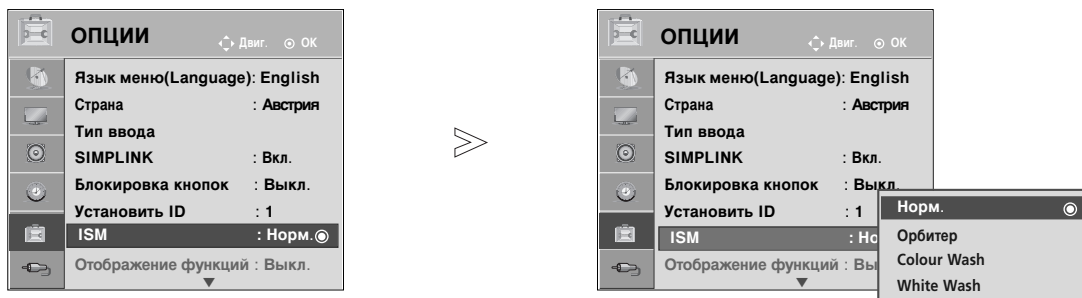 ОПЦИИ
Двиг. OK
Язык меню(Language): English
Страна : Австрия
Тип ввода
SIMPLINK : Вкл.
Блокировка кнопок : Выкл.
Установить ID : 1
ISM : Норм.
Отображение функций : Выкл.
ОПЦИИ
Двиг. OK
Язык меню(Language): English
Страна : Австрия
Тип ввода
SIMPLINK : Вкл.
Блокировка кнопок : Выкл.
Установить ID : 1
ISM : Но
Отображение функций : Вы
Норм.
Орбитер
Colour Wash
White Wash